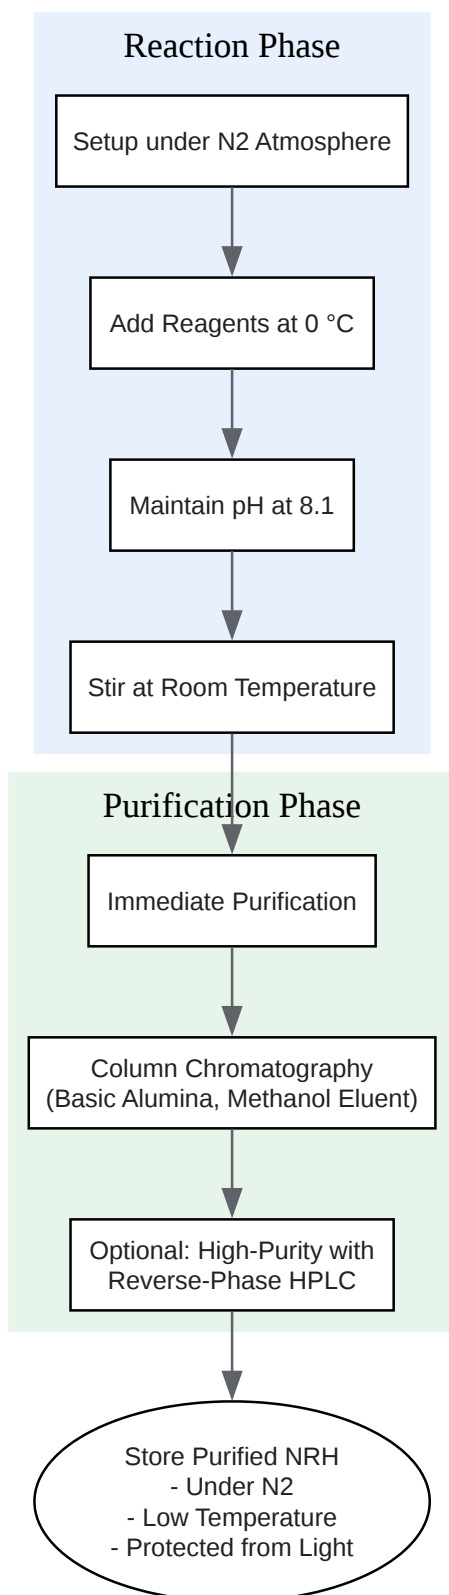 Reaction Phase
Setup under N2 Atmosphere
Add Reagents at 0 °C
Maintain pH at 8.1
Stir at Room Temperature
Purification Phase
Immediate Purification
Column Chromatography
(Basic Alumina, Methanol Eluent)
Optional: High-Purity with
Reverse-Phase HPLC
Store Purified NRH
- Under N2
- Low Temperature
- Protected from Light